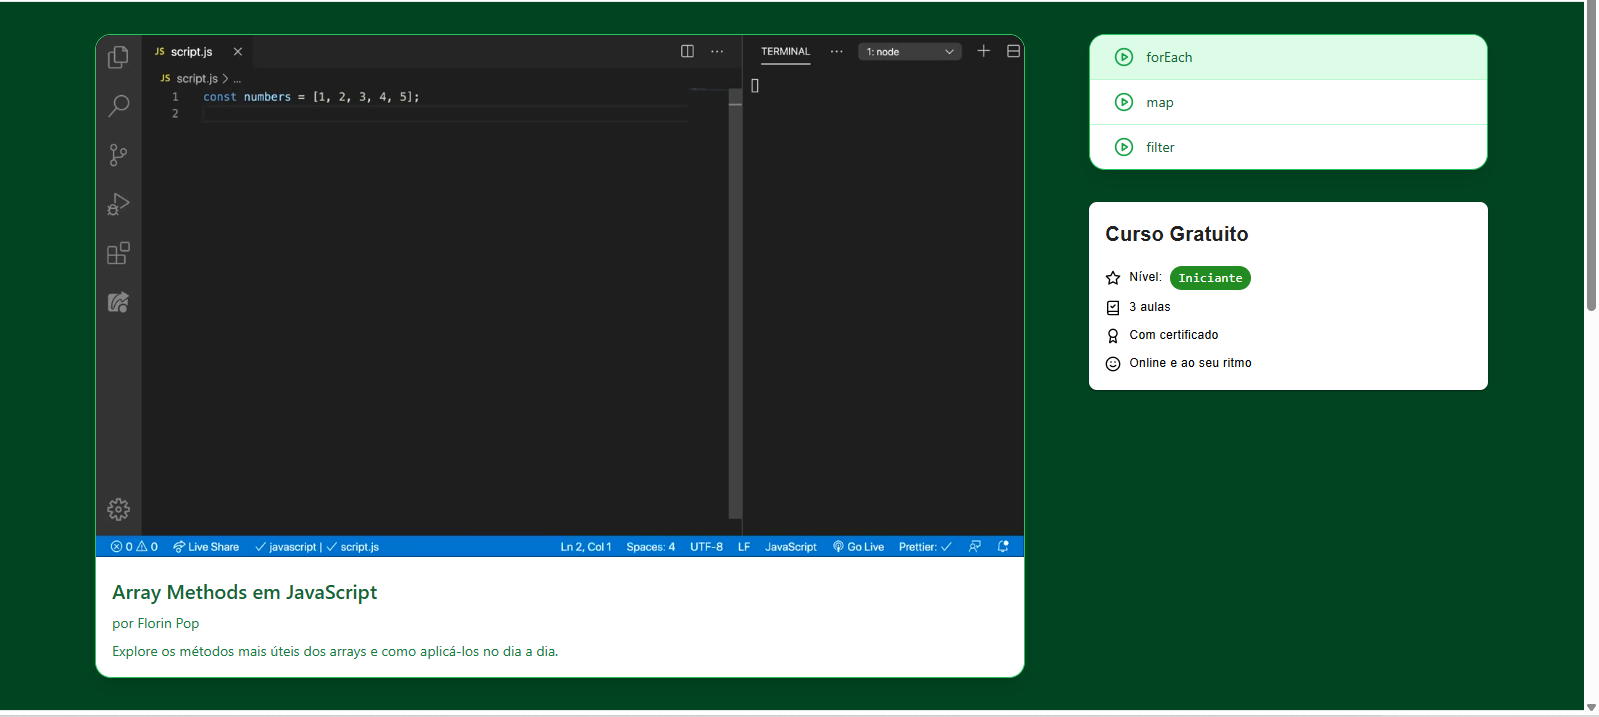 JS script.js
TERMINAL
1: node
JS script.js > ...
1 const numbers = [1, 2, 3, 4, 5];
2
0 0 Live Share javascript | script.js Ln 2, Col 1 Spaces: 4 UTF-8 LF JavaScript Go Live Prettier:
Array Methods em JavaScript
por Florin Pop
Explore os métodos mais úteis dos arrays e como aplicá-los no dia a dia.
forEach
map
filter
Curso Gratuito
Nível: Iniciante
3 aulas
Com certificado
Online e ao seu ritmo